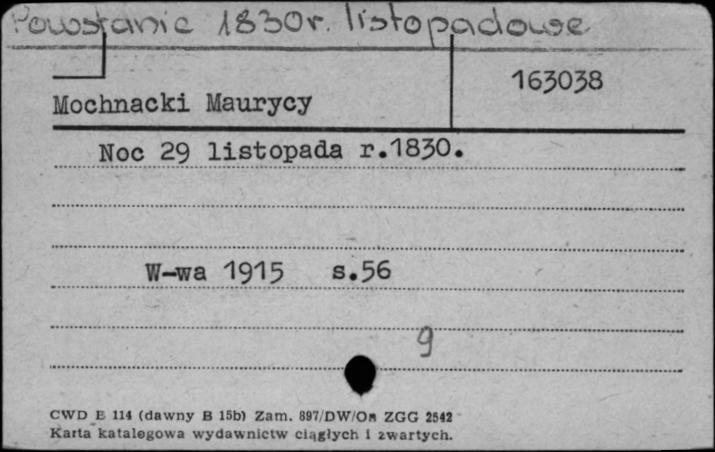 Powstanie 1830r. listopadowe
163038
Mochnacki Maurycy
Noc 29 listopada r.1830.
W-wa 1915 s.56
9
CWD E 114 (dawny B 15b) Zam. 897/DW/On ZGG 2542
Karta katalogowa wydawnictw ciągłych i zwartych.